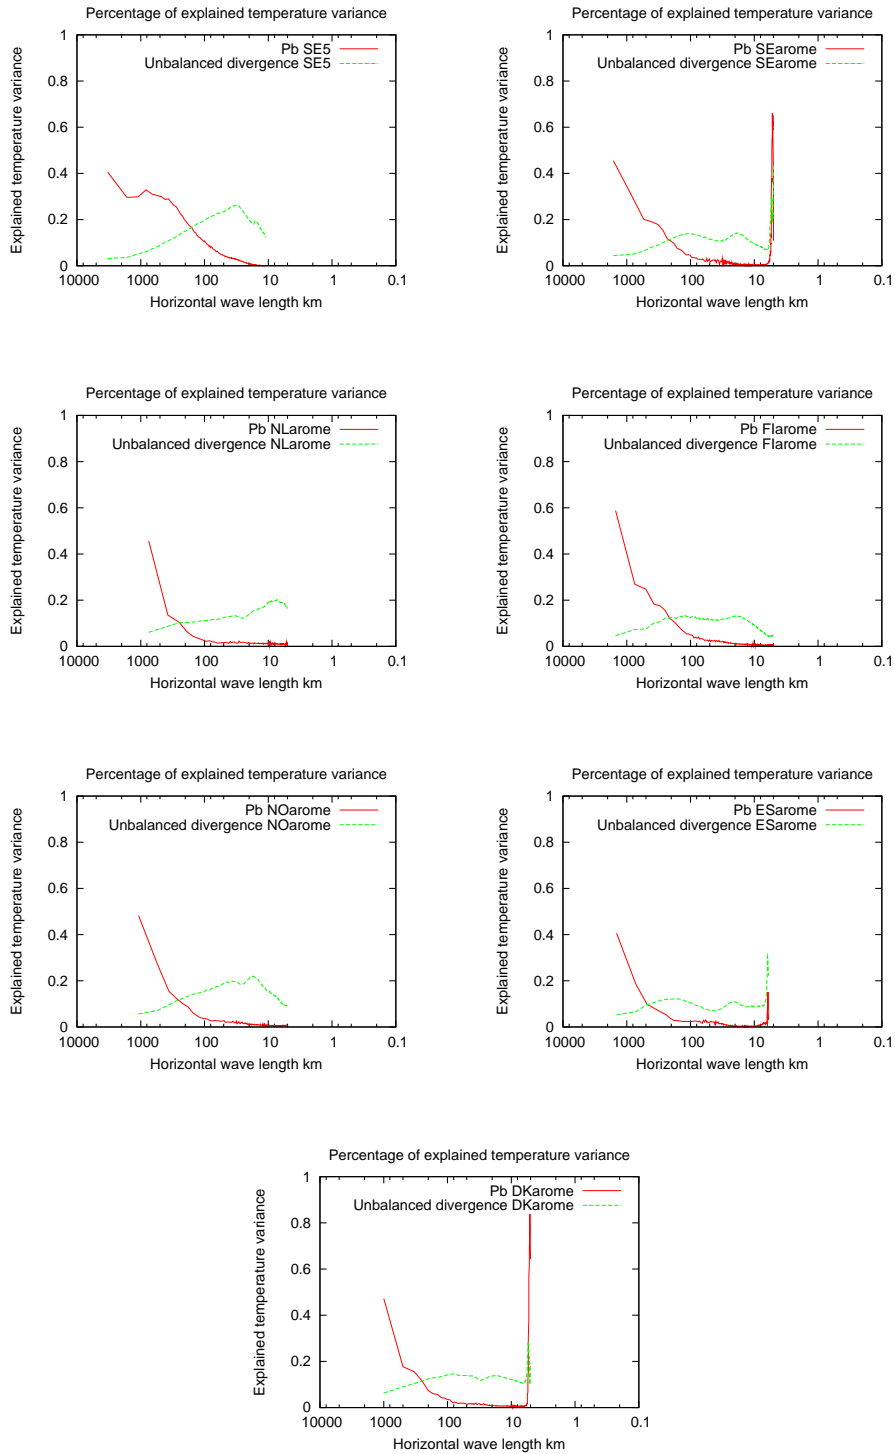 Percentage of explained temperature variance
Explained temperature variance
1
0.8
0.6
0.4
0.2
0
10000 1000 100 10 1 0.1
Horizontal wave length km
Pb SE5
Unbalanced divergence SE5
Percentage of explained temperature variance
Explained temperature variance
1
0.8
0.6
0.4
0.2
0
10000 1000 100 10 1 0.1
Horizontal wave length km
Pb SEarome
Unbalanced divergence SEarome
Percentage of explained temperature variance
Explained temperature variance
1
0.8
0.6
0.4
0.2
0
10000 1000 100 10 1 0.1
Horizontal wave length km
Pb NLarome
Unbalanced divergence NLarome
Percentage of explained temperature variance
Explained temperature variance
1
0.8
0.6
0.4
0.2
0
10000 1000 100 10 1 0.1
Horizontal wave length km
Pb FIarome
Unbalanced divergence FIarome
Percentage of explained temperature variance
Explained temperature variance
1
0.8
0.6
0.4
0.2
0
10000 1000 100 10 1 0.1
Horizontal wave length km
Pb NOarome
Unbalanced divergence NOarome
Percentage of explained temperature variance
Explained temperature variance
1
0.8
0.6
0.4
0.2
0
10000 1000 100 10 1 0.1
Horizontal wave length km
Pb ESarome
Unbalanced divergence ESarome
Percentage of explained temperature variance
Explained temperature variance
1
0.8
0.6
0.4
0.2
0
10000 1000 100 10 1 0.1
Horizontal wave length km
Pb DKarome
Unbalanced divergence DKarome